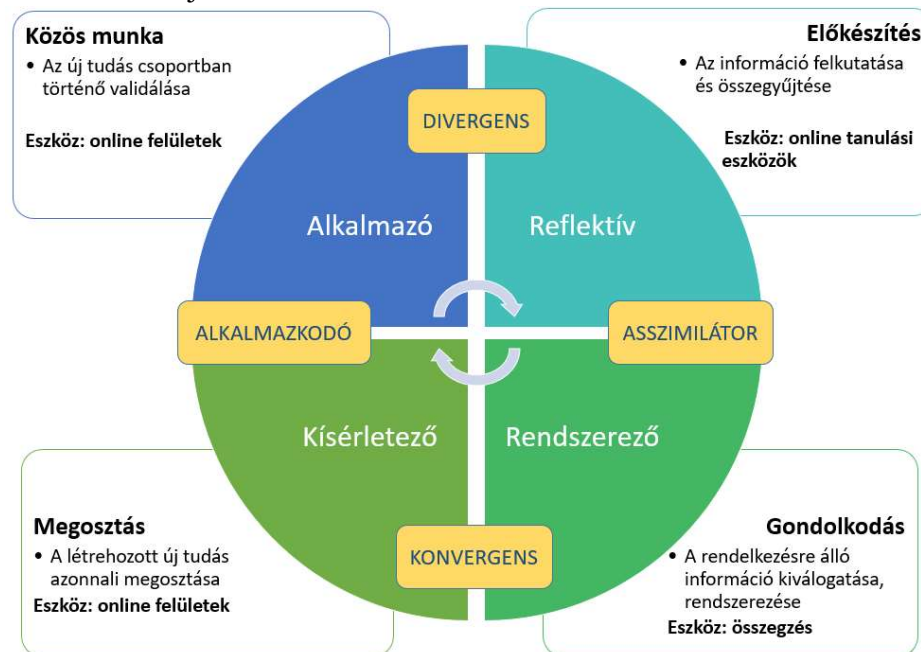 Közös munka
• Az új tudás csoportban
történő validálása
Eszköz: online felületek
Előkészítés
• Az információ felkutatása
és összegyűjtése
Eszköz: online tanulási
eszközök
DIVERGENS
Alkalmazó
Reflektív
ALKALMAZKODÓ
ASSZIMILÁTOR
Kísérletező
Rendszerező
KONVERGENS
Megosztás
• A létrehozott új tudás
azonnali megosztása
Eszköz: online felületek
Gondolkodás
• A rendelkezésre álló
információ kiválogatása,
rendszerezése
Eszköz: összegzés